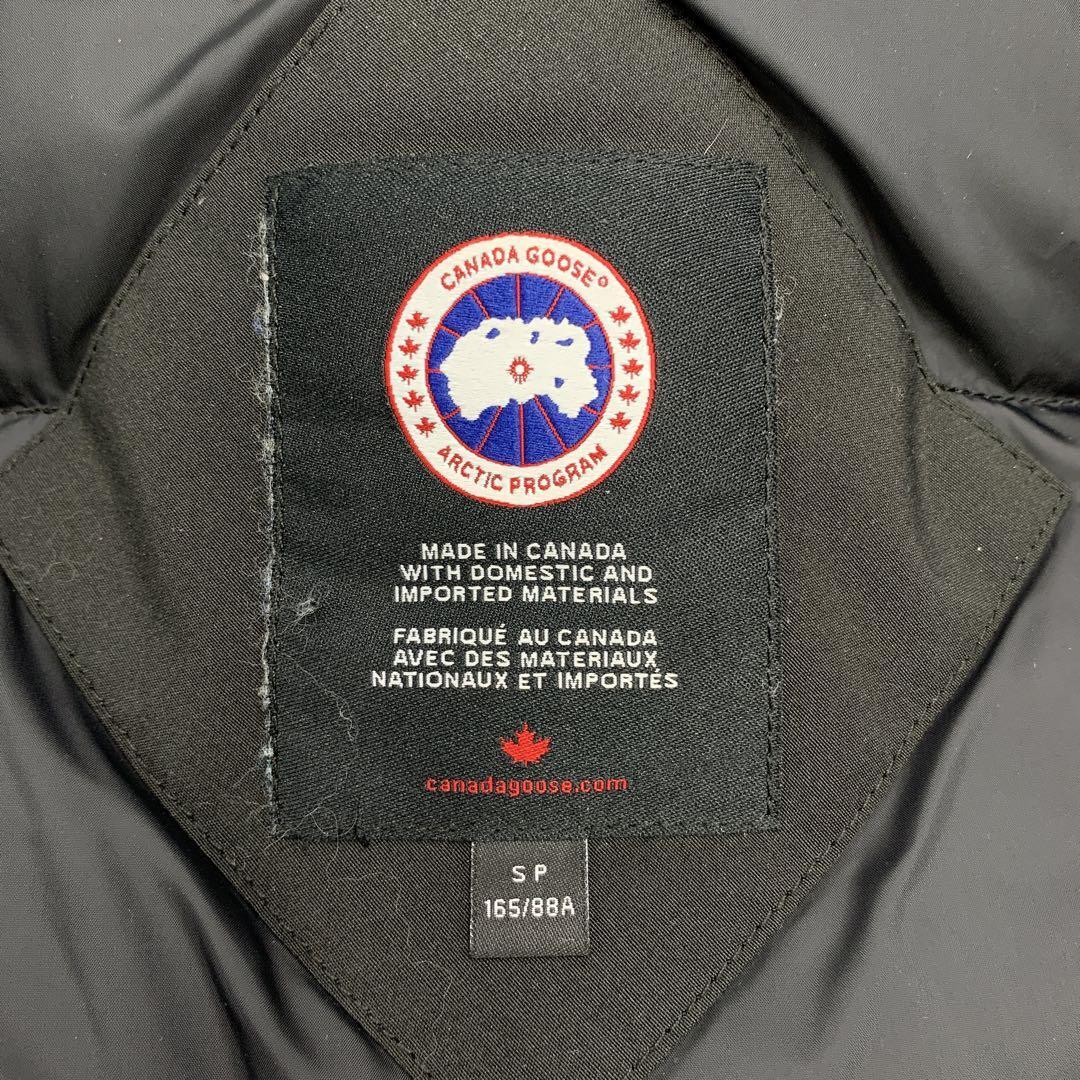 CANADA GOOSE®
ARCTIC PROGRAM
MADE IN CANADA
WITH DOMESTIC AND
IMPORTED MATERIALS
FABRIQUÉ AU CANADA
AVEC DES MATERIAUX
NATIONAUX ET IMPORTÉS
canadagoose.com
S P
165/88A